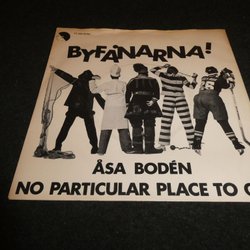 BYFÅNARNA!
ÅSA BODÉN
NO PARTICULAR PLACE TO G